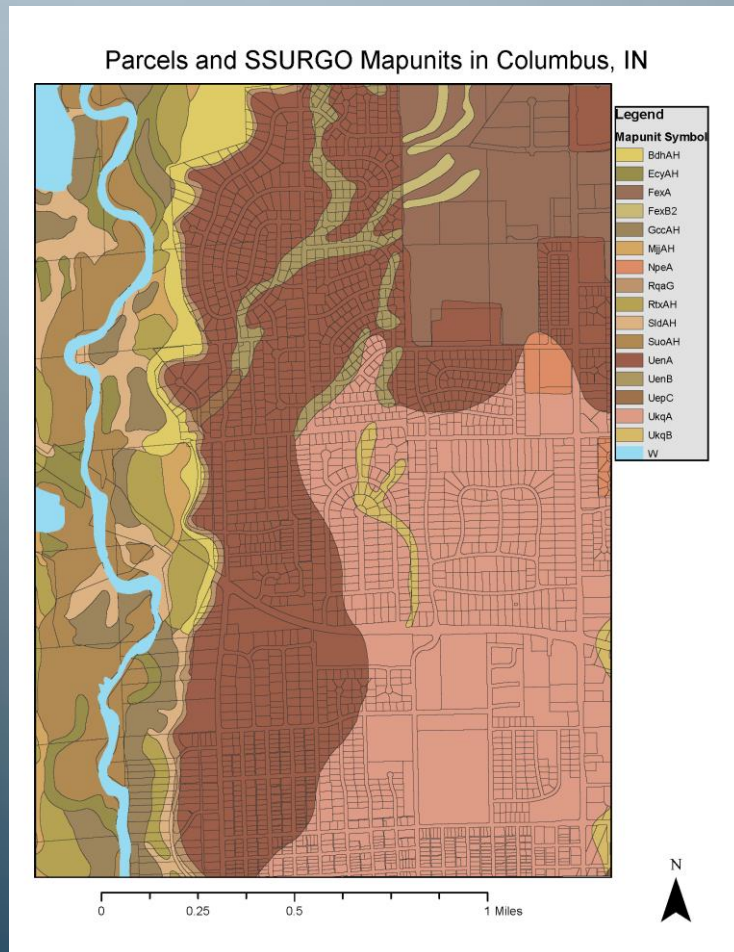 Parcels and SSURGO Mapunits in Columbus, IN
Legend
Mapunit Symbol
BdhAH
EcyAH
FexA
FexB2
GccAH
MjjAH
NpeA
RqaG
RtxAH
SldAH
SuoAH
UenA
UenB
UepC
UkqA
UkqB
W
N
0 0.25 0.5 1 Miles